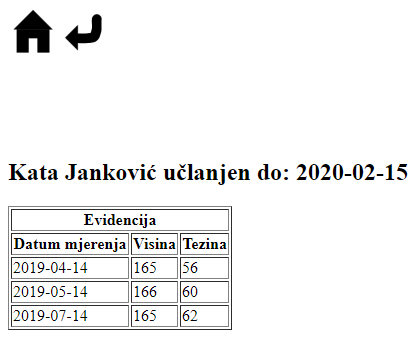 Kata Janković učlanjen do: 2020-02-15
Evidencija
Datum mjerenja Visina Tezina
2019-04-14 165 56
2019-05-14 166 60
2019-07-14 165 62